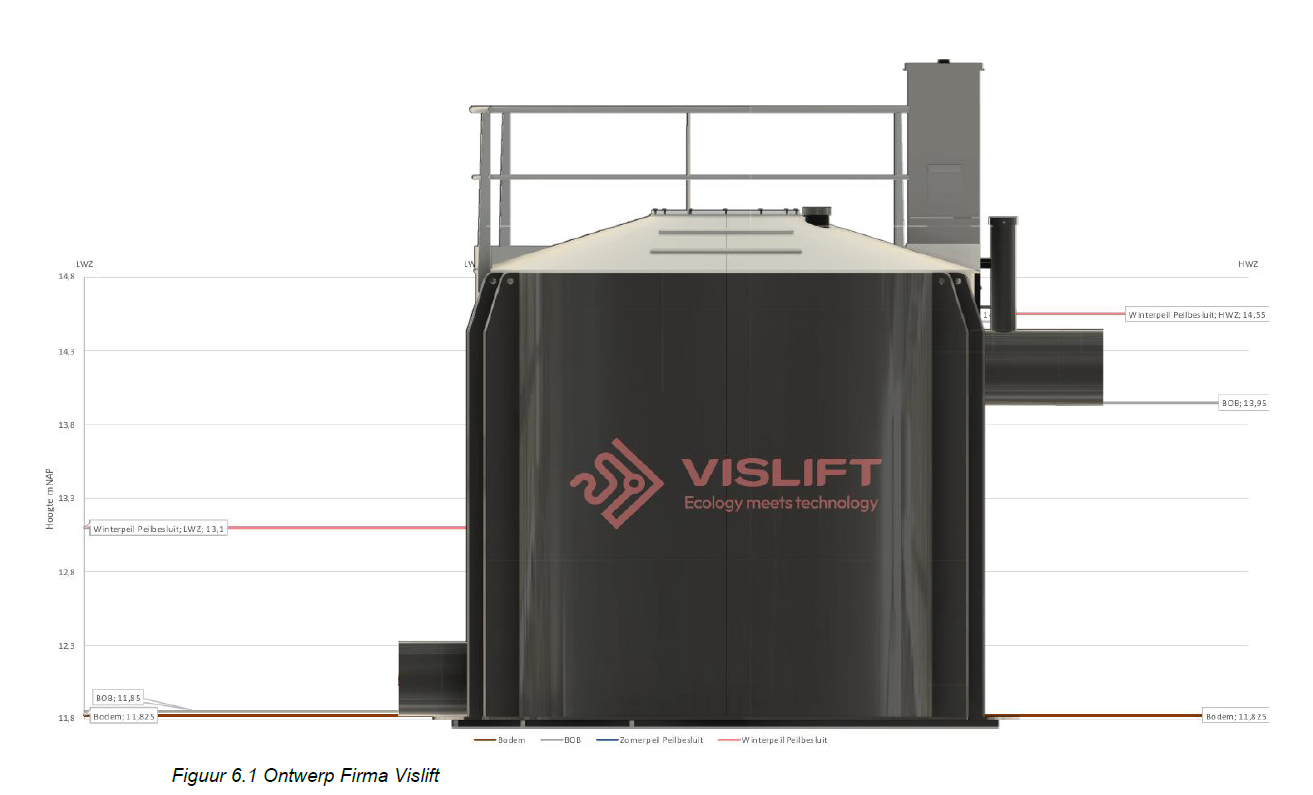 LWZ
LW
HWZ
14,8
Winterpeil Peilbesluit; HWZ; 14,55
14,3
BOB; 13,95
13,8
VISLIFT
Ecology meets technology
13,3
Hoogte mNAP
Winterpeil Peilbesluit; LWZ; 13,1
12,8
12,3
BOB; 11,85
11,8
Bodem; 11,825
Bodem; 11,825
Bodem
BOB
Zomerpeil Peilbesluit
Winterpeil Peilbesluit
Figuur 6.1 Ontwerp Firma Vislift